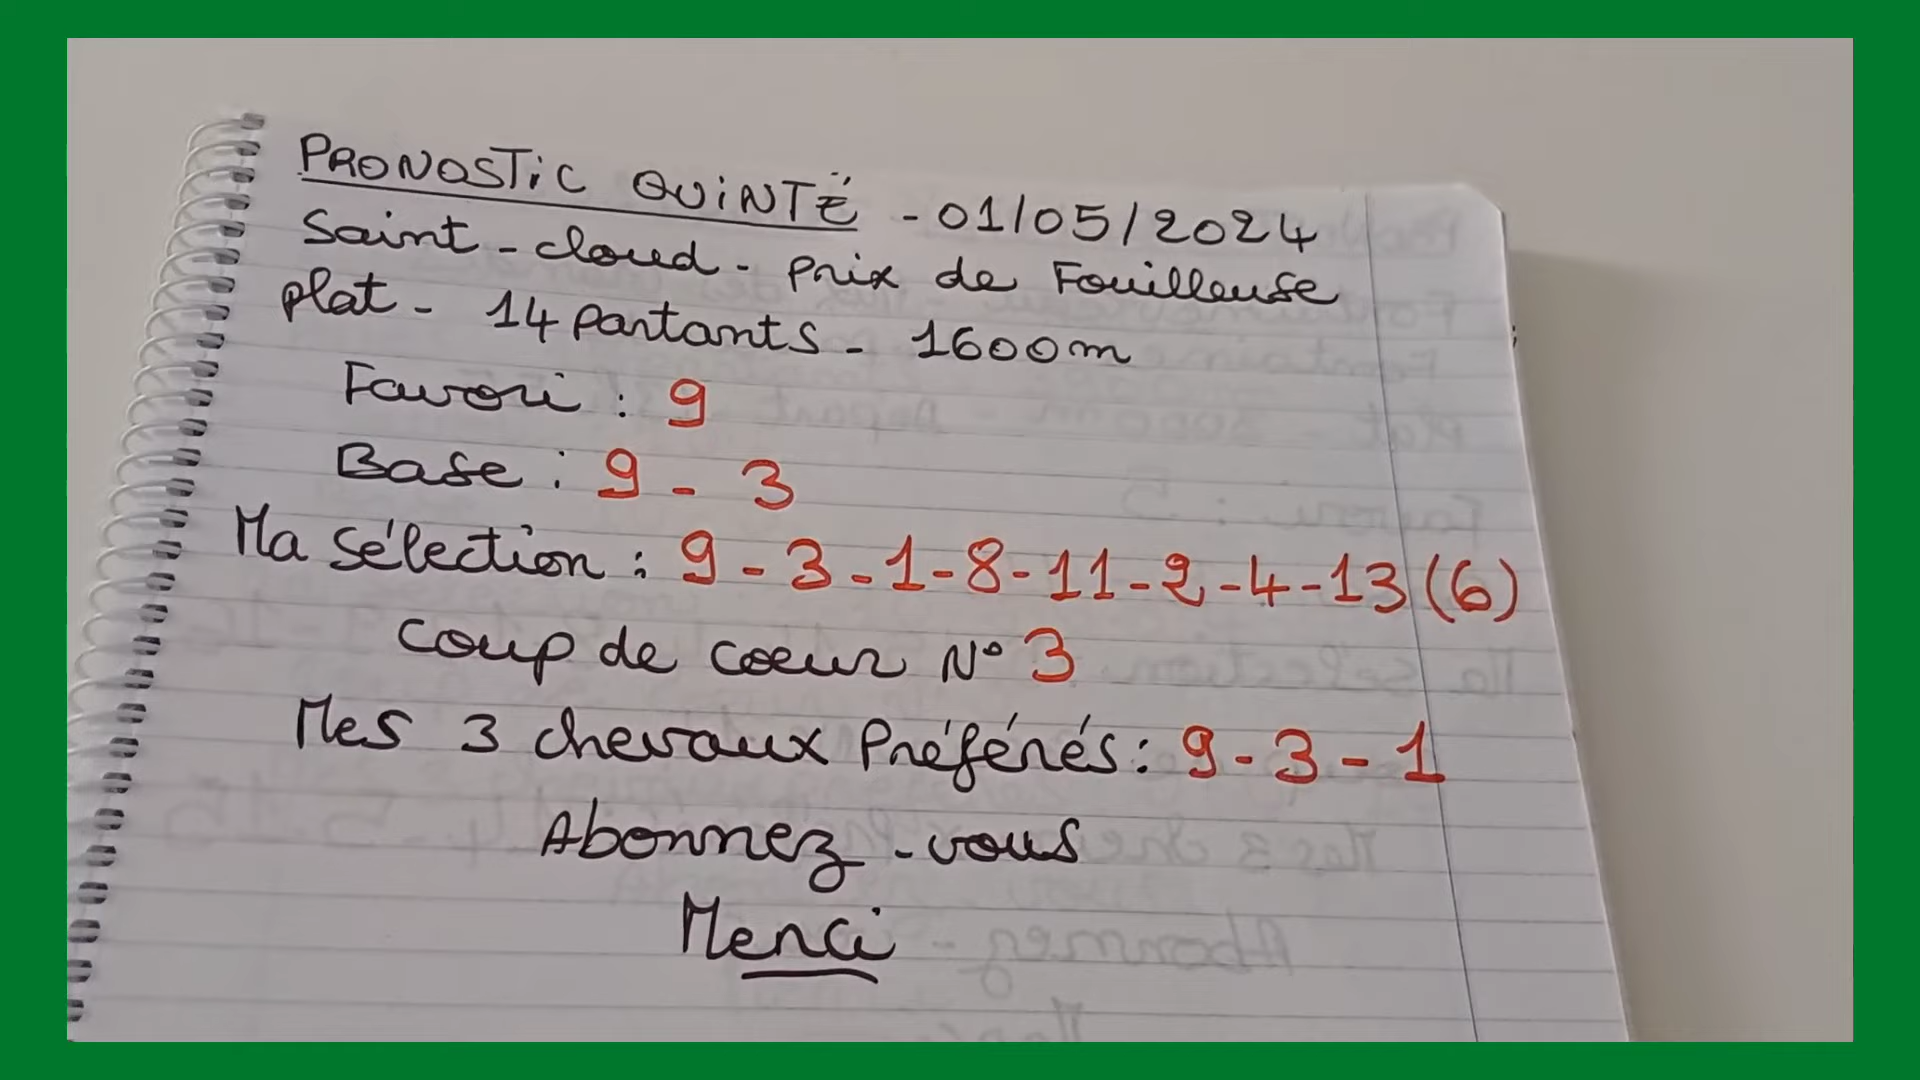 PRONOSTIC QUINTÉ - 01/05/2024
Saint-cloud - prix de Fouilleuse
plat - 14 partants - 1600m
Favori : 9
Base : 9 - 3
Ma sélection : 9 - 3 - 1 - 8 - 11 - 2 - 4 - 13 (6)
coup de coeur N° 3
Mes 3 chevaux Préférés : 9 - 3 - 1
Abonnez-vous
Merci